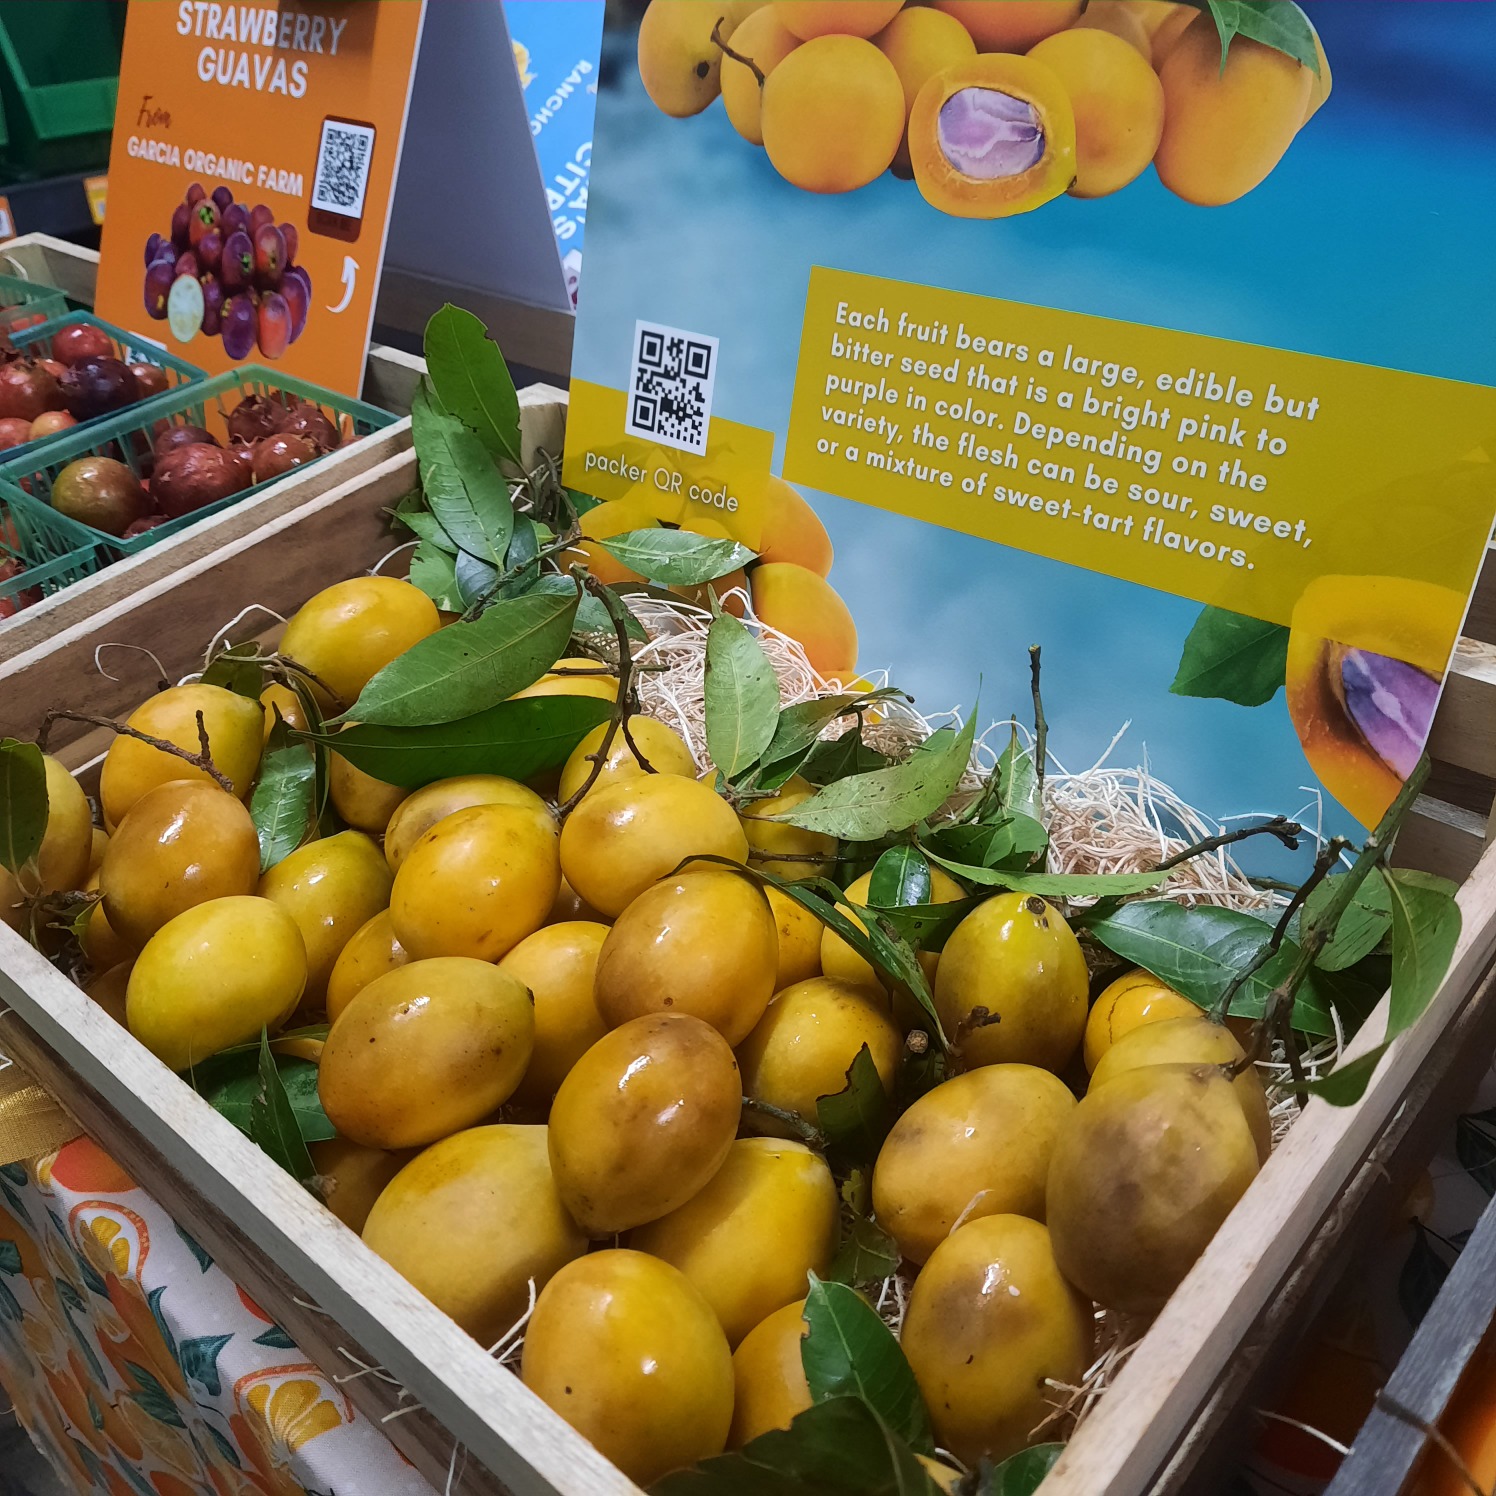 STRAWBERRY
GUAVAS
From
GARCIA ORGANIC FARM
RANCHO
CITRUS
packer QR code
Each fruit bears a large, edible but
bitter seed that is a bright pink to
purple in color. Depending on the
variety, the flesh can be sour, sweet,
or a mixture of sweet-tart flavors.